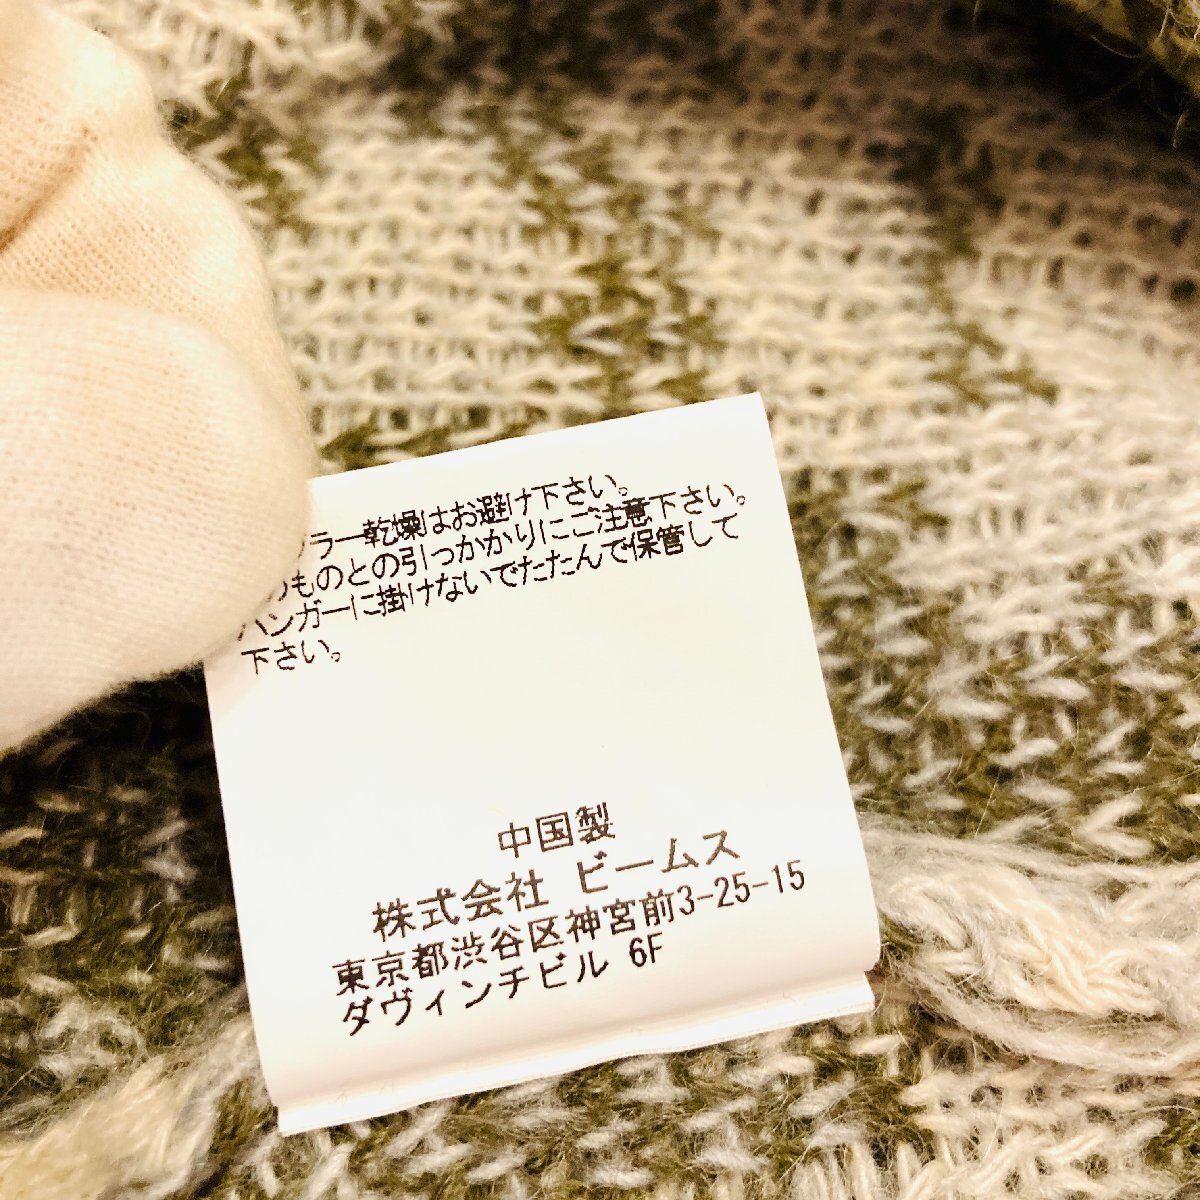 ラー乾燥はお避け下さい。
ものとの引っかかりにご注意下さい。
ハンガーに掛けないでたたんで保管して
下さい。
中国製
株式会社 ビームス
東京都渋谷区神宮前3-25-15
ダヴィンチビル 6F